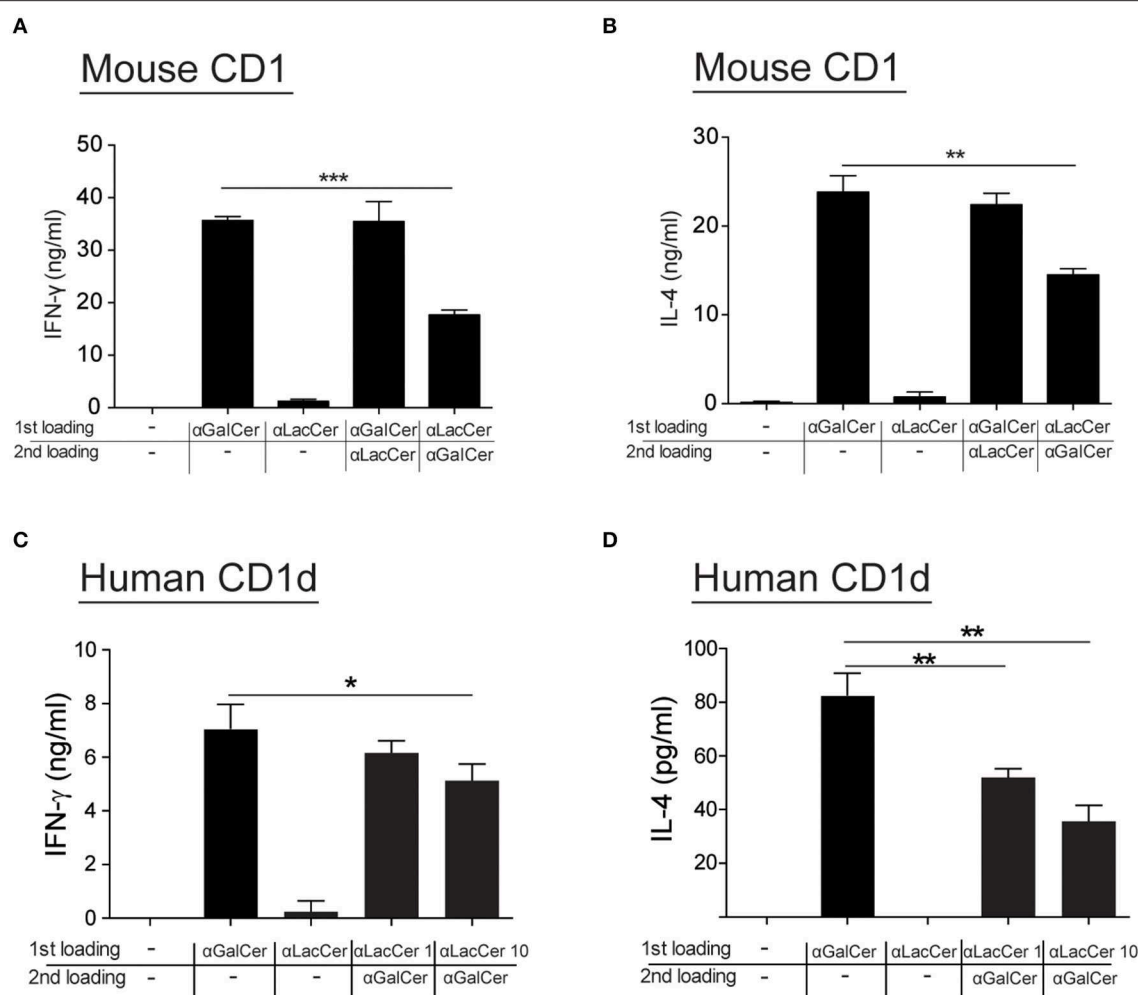 A
Mouse CD1
IFN-γ (ng/ml)
50
40
30
20
10
0
***
1st loading - αGalCer αLacCer αGalCer αLacCer
2nd loading - - - αLacCer αGalCer
B
Mouse CD1
IL-4 (ng/ml)
30
20
10
0
**
1st loading - αGalCer αLacCer αGalCer αLacCer
2nd loading - - - αLacCer αGalCer
C
Human CD1d
IFN-γ (ng/ml)
10
8
6
4
2
0
*
1st loading - αGalCer αLacCer αLacCer 1 αLacCer 10
2nd loading - - - αGalCer αGalCer
D
Human CD1d
IL-4 (pg/ml)
100
80
60
40
20
**
**
1st loading - αGalCer αLacCer αLacCer 1 αLacCer 10
2nd loading - - - αGalCer αGalCer